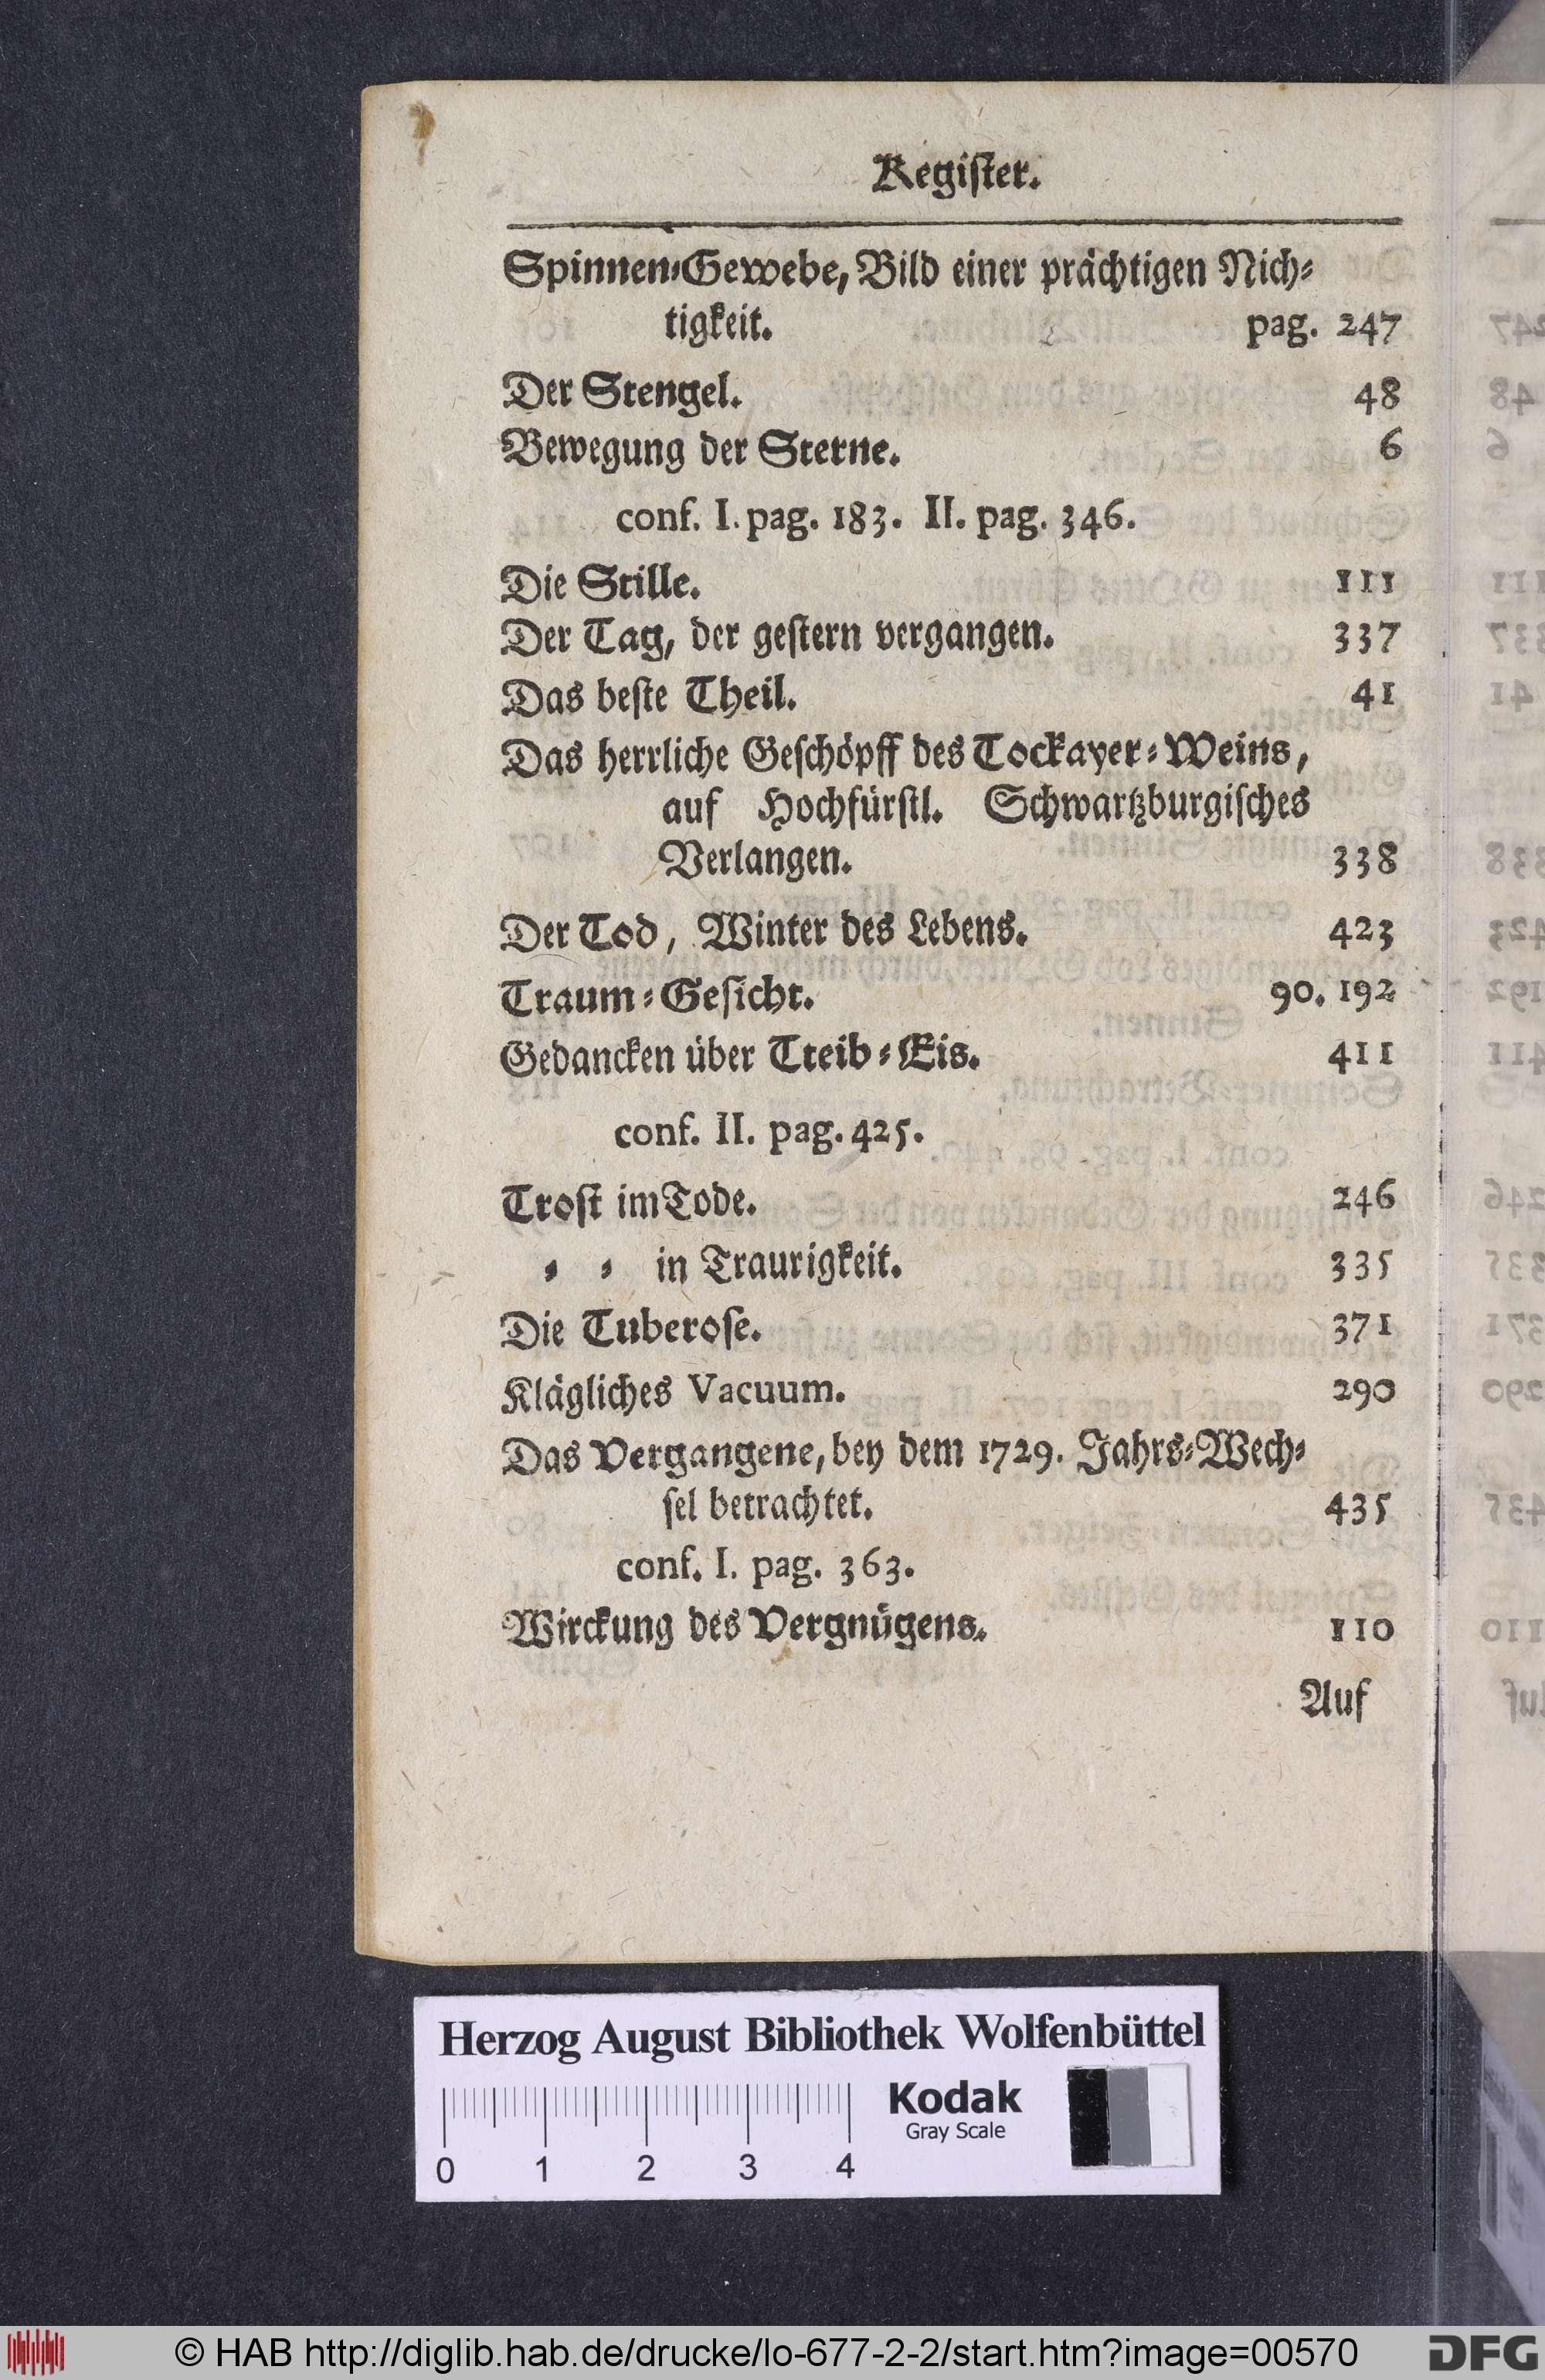 Register.
Spinnen-Gewebe, Bild einer prächtigen Nich-
tigkeit. pag. 247
Der Stengel. 48
Bewegung der Sterne. 6
conf. I. pag. 183. II. pag. 346.
Die Stille. 111
Der Tag, der gestern vergangen. 337
Das beste Theil. 41
Das herrliche Geschöpff des Tockayer-Weins,
auf Hochfürstl. Schwartzburgisches
Verlangen. 338
Der Tod, Winter des Lebens. 423
Traum-Gesicht. 90. 192
Gedancken über Treib-Eis. 411
conf. II. pag. 425.
Trost im Tode. 246
- - in Traurigkeit. 335
Die Tuberose. 371
Klägliches Vacuum. 290
Das Vergangene, bey dem 1729. Jahrs-Wech-
sel betrachtet. 435
conf. I. pag. 363.
Wirckung des Vergnügens. 110
Auf
Herzog August Bibliothek Wolfenbüttel
Kodak
Gray Scale
0 1 2 3 4
© HAB http://diglib.hab.de/drucke/lo-677-2-2/start.htm?image=00570
DFG